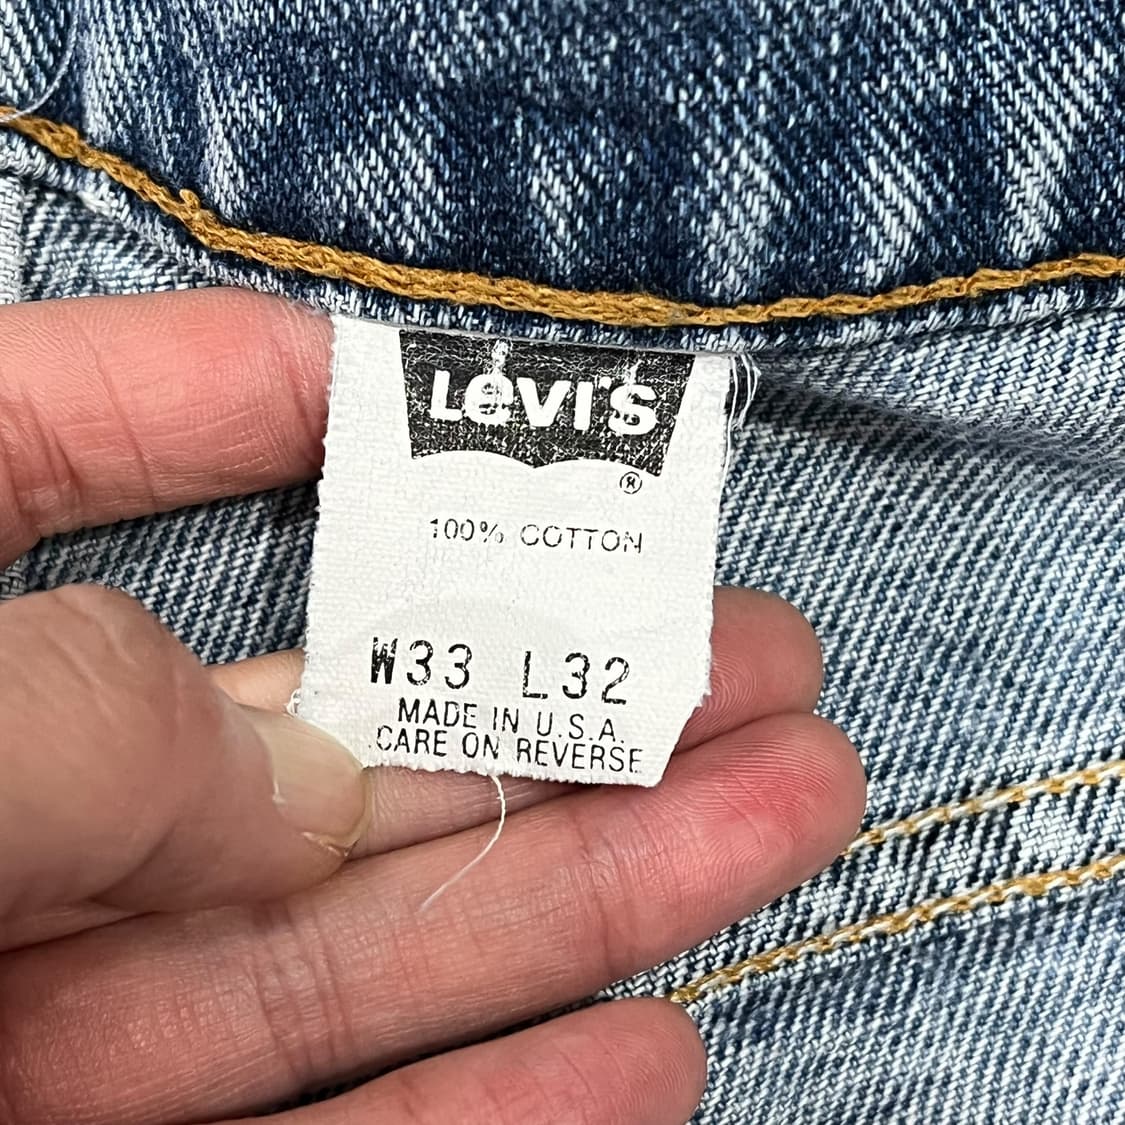 LeVI'S
®
100% COTTON
W33 L32
MADE IN U.S.A.
CARE ON REVERSE